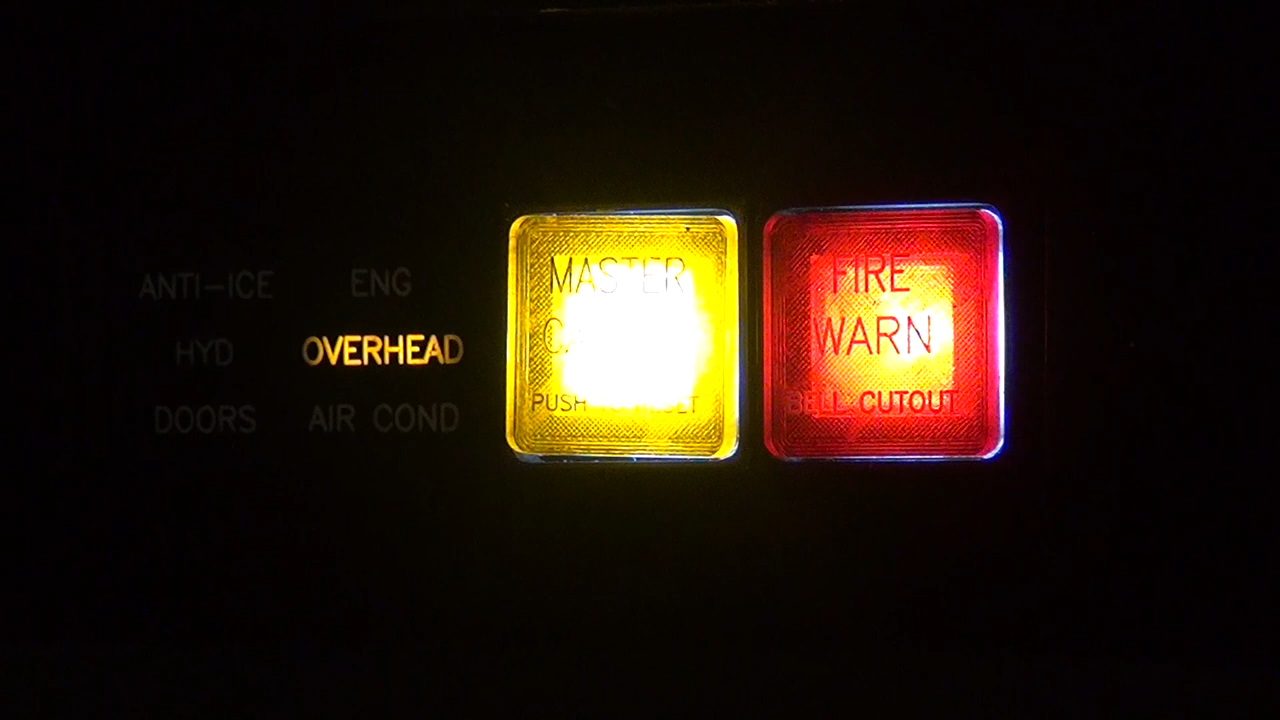 ANTI-ICE ENG
HYD OVERHEAD
DOORS AIR COND
MASTER
PUSH
FIRE
WARN
BELL CUTOUT